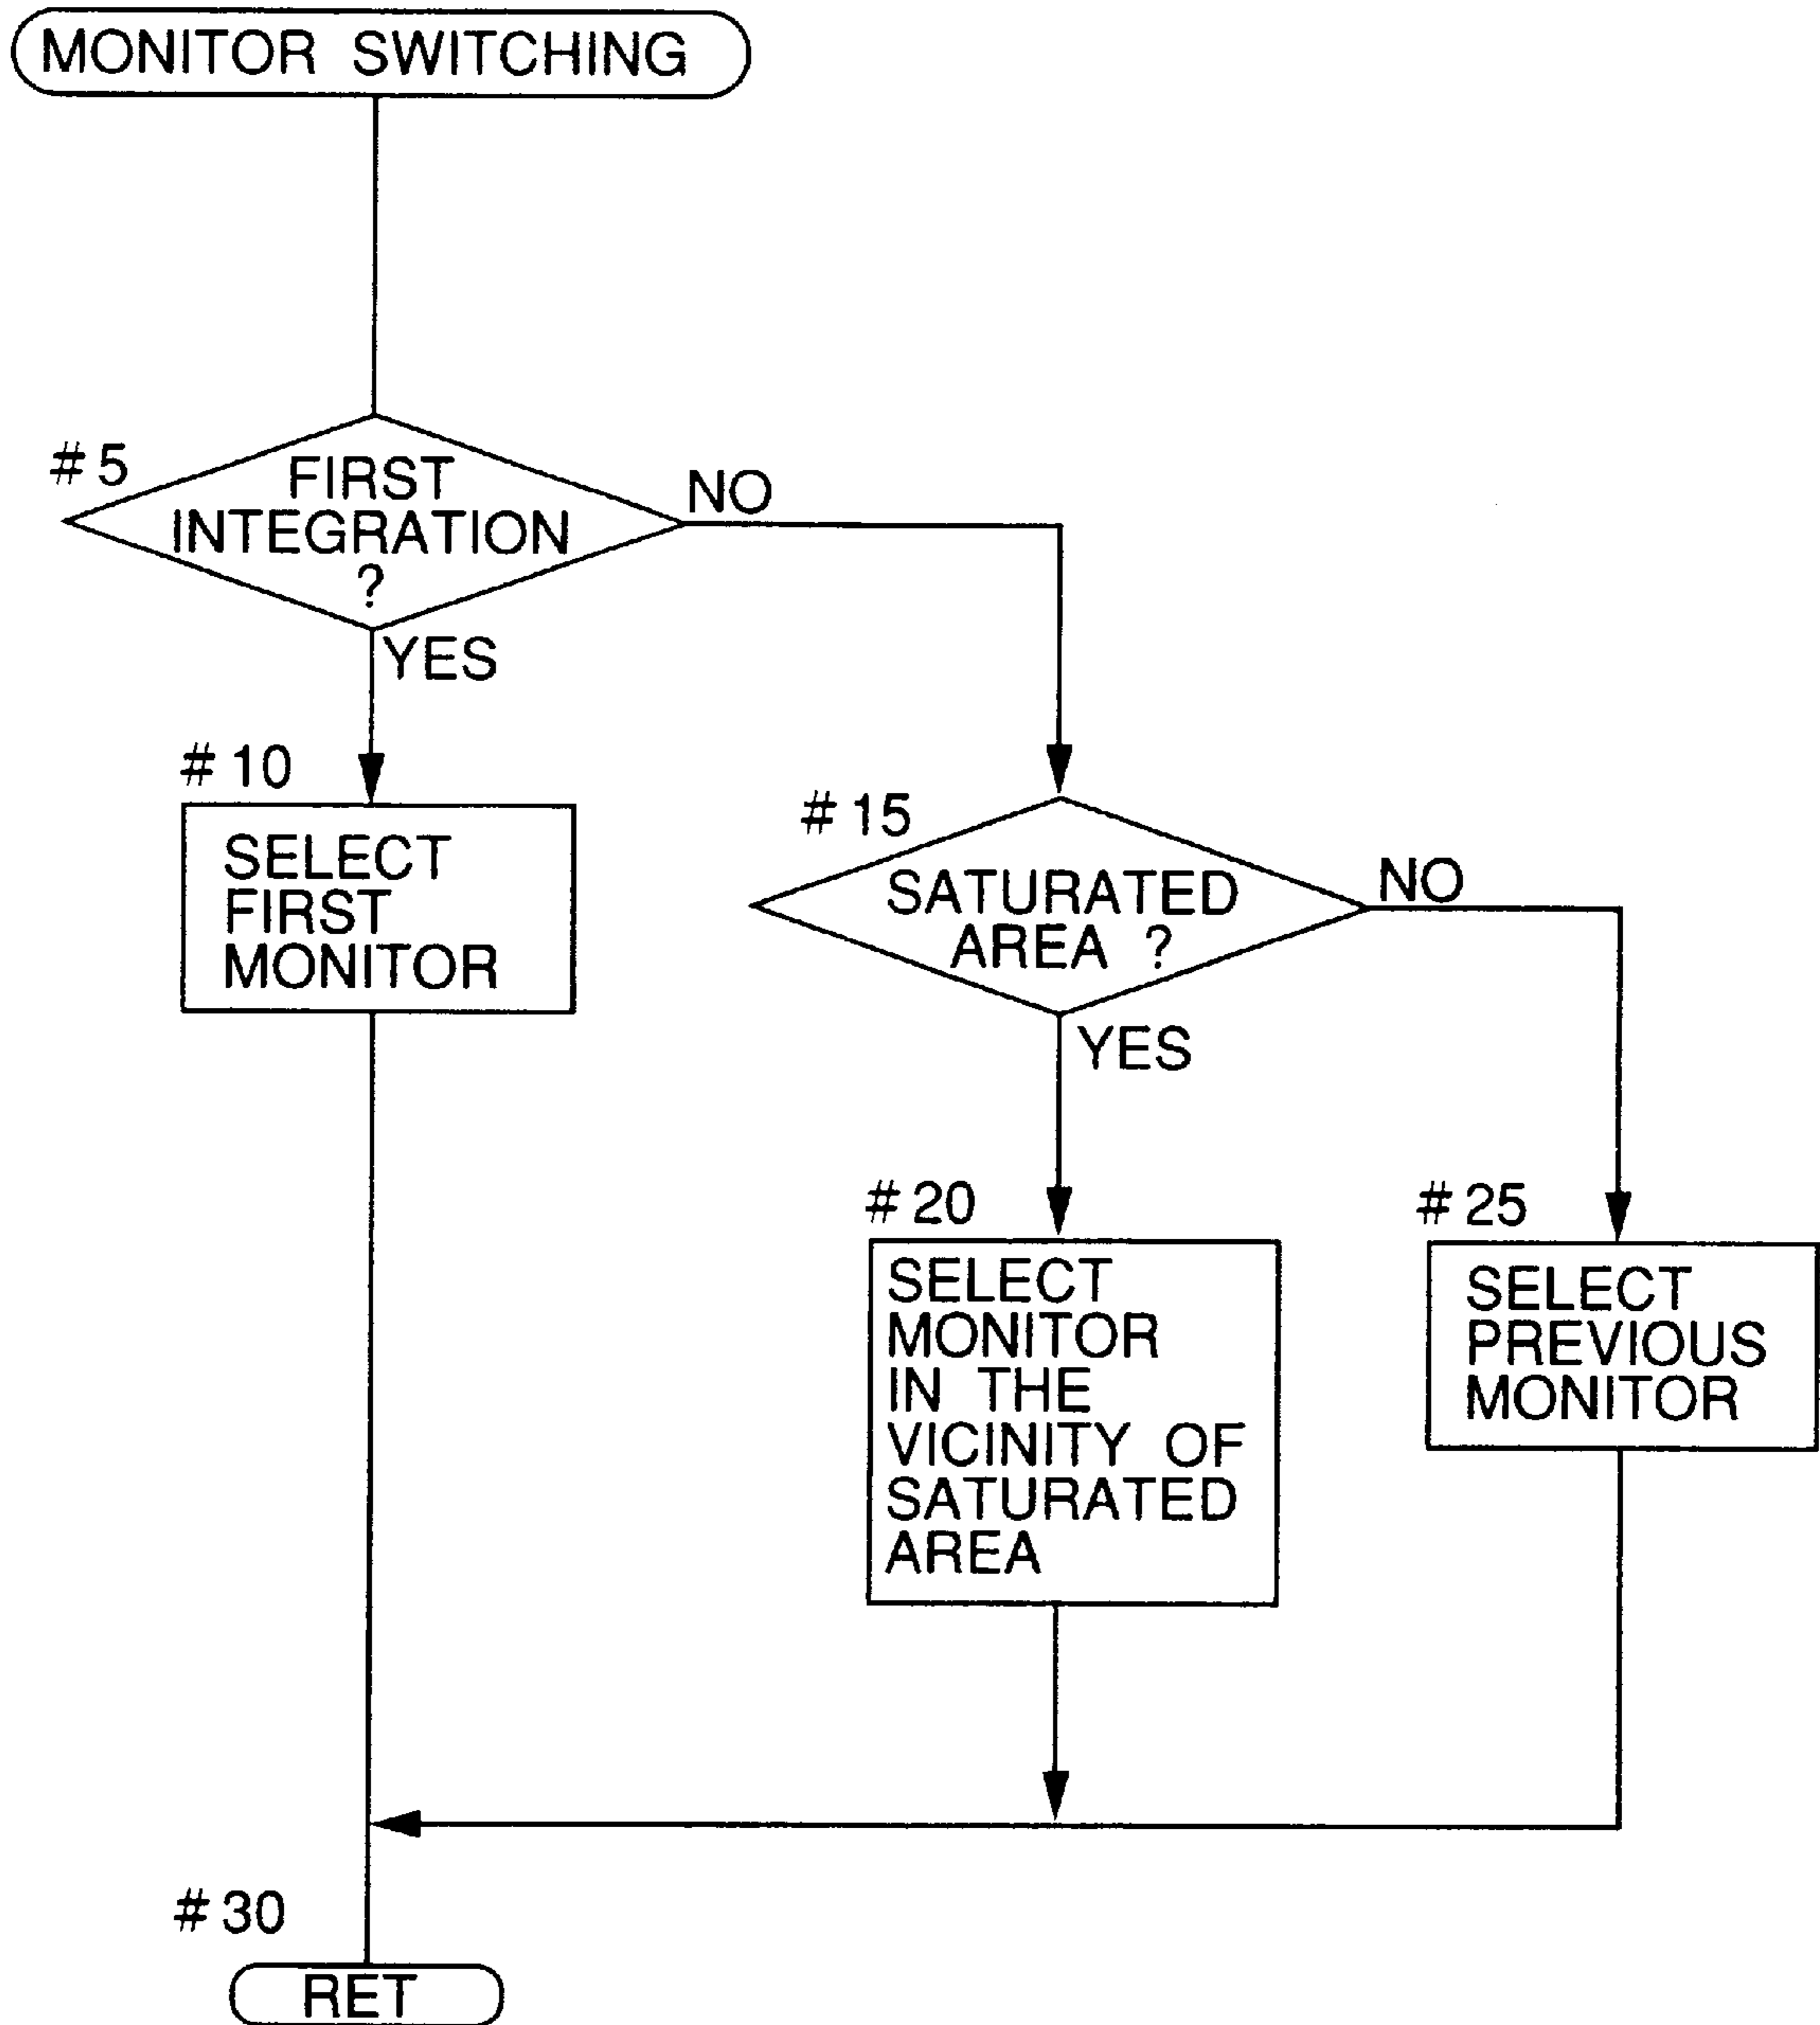 MONITOR SWITCHING
# 5
FIRST
INTEGRATION
?
NO
YES
# 10
SELECT
FIRST
MONITOR
# 15
SATURATED
AREA ?
NO
YES
# 20
SELECT
MONITOR
IN THE
VICINITY OF
SATURATED
AREA
# 25
SELECT
PREVIOUS
MONITOR
# 30
RET